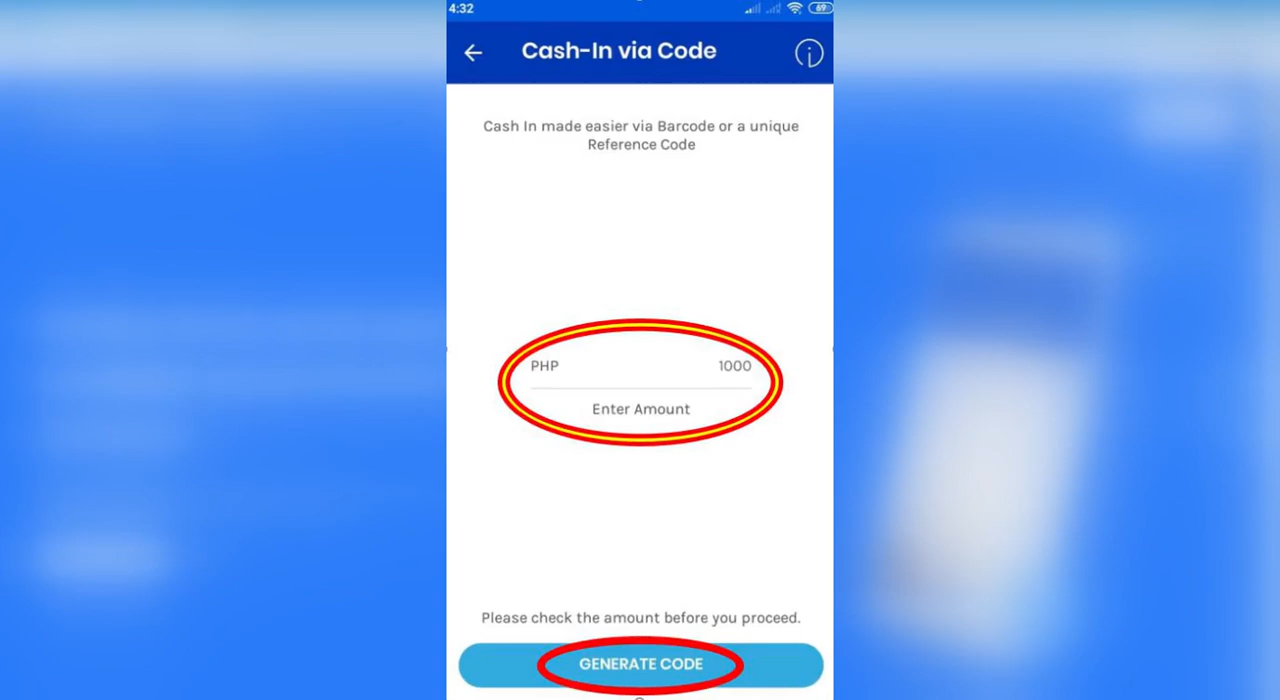 4:32
69
Cash-In via Code
Cash In made easier via Barcode or a unique
Reference Code
PHP 1000
Enter Amount
Please check the amount before you proceed.
GENERATE CODE